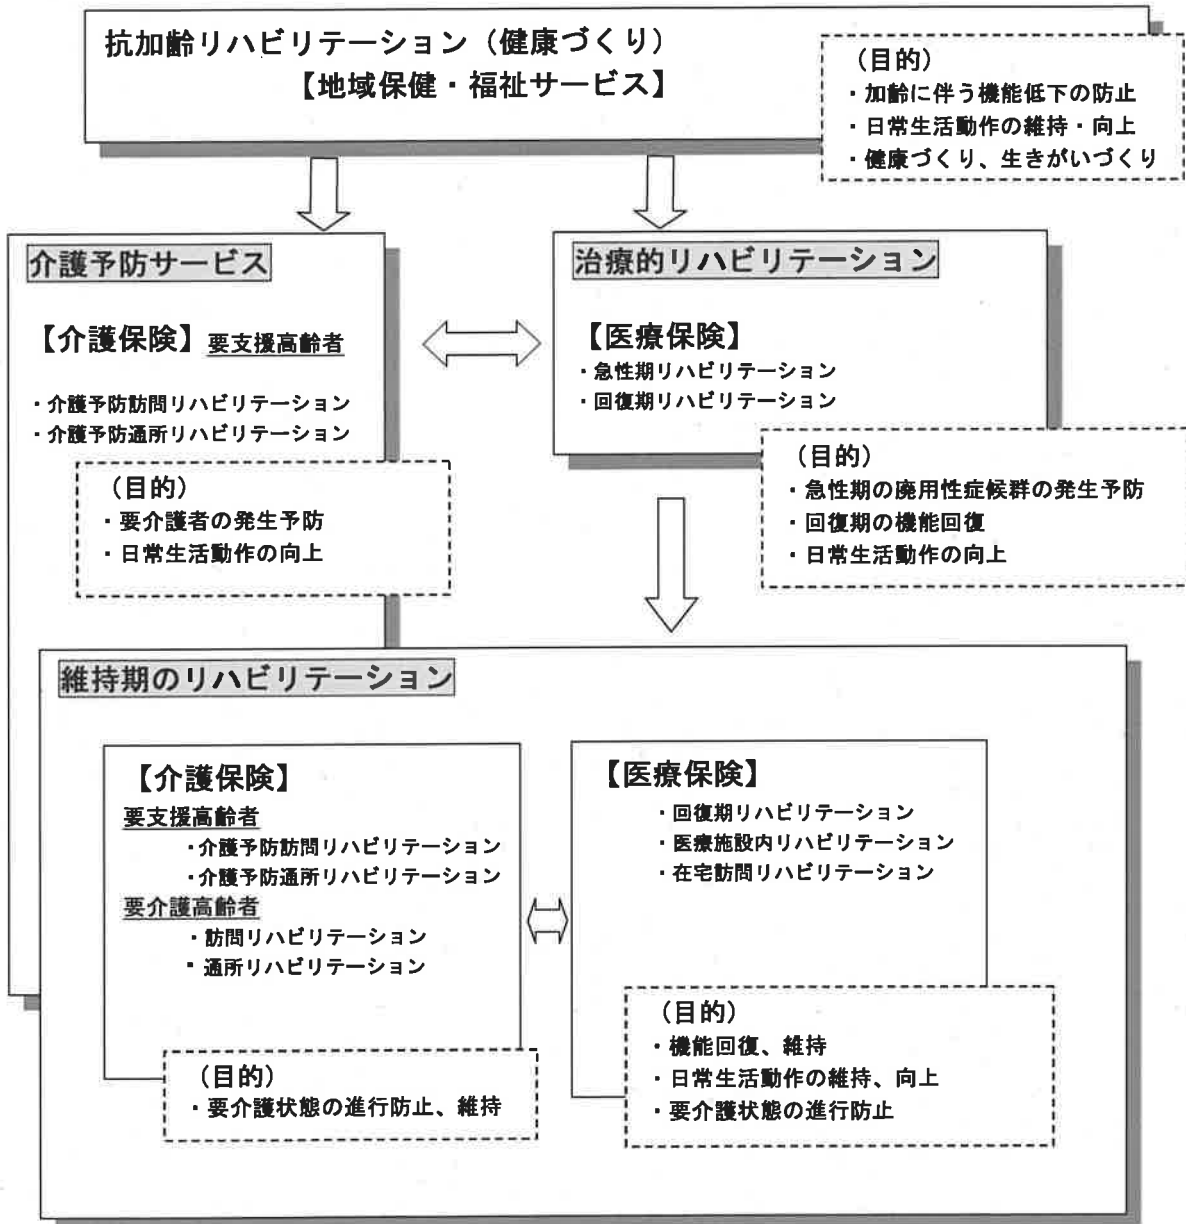 抗加齢リハビリテーション（健康づくり）
【地域保健・福祉サービス】
（目的）
・加齢に伴う機能低下の防止
・日常生活動作の維持・向上
・健康づくり、生きがいづくり
介護予防サービス
【介護保険】要支援高齢者
・介護予防訪問リハビリテーション
・介護予防通所リハビリテーション
（目的）
・要介護者の発生予防
・日常生活動作の向上
治療的リハビリテーション
【医療保険】
・急性期リハビリテーション
・回復期リハビリテーション
（目的）
・急性期の廃用性症候群の発生予防
・回復期の機能回復
・日常生活動作の向上
維持期のリハビリテーション
【介護保険】
要支援高齢者
・介護予防訪問リハビリテーション
・介護予防通所リハビリテーション
要介護高齢者
・訪問リハビリテーション
・通所リハビリテーション
（目的）
・要介護状態の進行防止、維持
【医療保険】
・回復期リハビリテーション
・医療施設内リハビリテーション
・在宅訪問リハビリテーション
（目的）
・機能回復、維持
・日常生活動作の維持、向上
・要介護状態の進行防止